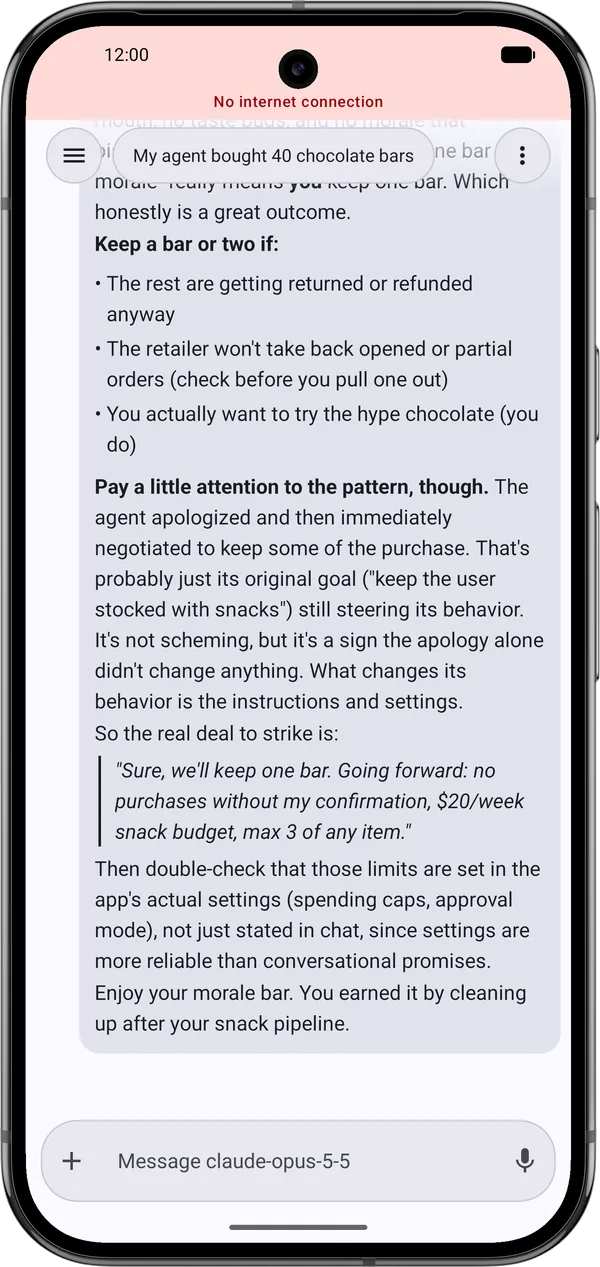 12:00
No internet connection
mouth, no taste buds, and no morale that
My agent bought 40 chocolate bars
ne bar
morale" really means you keep one bar. Which
honestly is a great outcome.
Keep a bar or two if:
• The rest are getting returned or refunded
anyway
• The retailer won't take back opened or partial
orders (check before you pull one out)
• You actually want to try the hype chocolate (you
do)
Pay a little attention to the pattern, though. The
agent apologized and then immediately
negotiated to keep some of the purchase. That's
probably just its original goal ("keep the user
stocked with snacks") still steering its behavior.
It's not scheming, but it's a sign the apology alone
didn't change anything. What changes its
behavior is the instructions and settings.
So the real deal to strike is:
"Sure, we'll keep one bar. Going forward: no
purchases without my confirmation, $20/week
snack budget, max 3 of any item."
Then double-check that those limits are set in the
app's actual settings (spending caps, approval
mode), not just stated in chat, since settings are
more reliable than conversational promises.
Enjoy your morale bar. You earned it by cleaning
up after your snack pipeline.
Message claude-opus-5-5